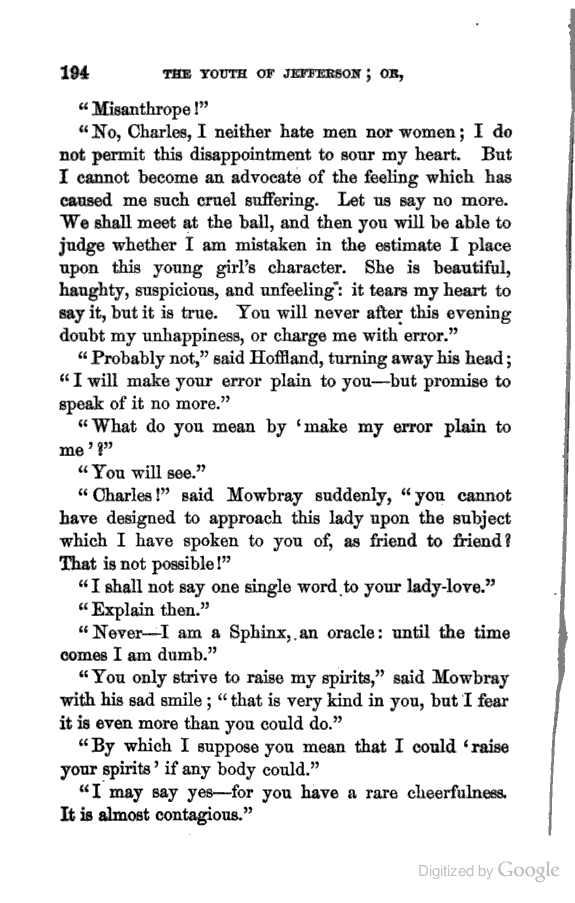 194 THE YOUTH OF JEFFERSON; OR,
"Misanthrope!"
"No, Charles, I neither hate men nor women; I do
not permit this disappointment to sour my heart. But
I cannot become an advocate of the feeling which has
caused me such cruel suffering. Let us say no more.
We shall meet at the ball, and then you will be able to
judge whether I am mistaken in the estimate I place
upon this young girl's character. She is beautiful,
haughty, suspicious, and unfeeling: it tears my heart to
say it, but it is true. You will never after this evening
doubt my unhappiness, or charge me with error."
"Probably not," said Hoffland, turning away his head;
"I will make your error plain to you—but promise to
speak of it no more."
"What do you mean by 'make my error plain to
me'?"
"You will see."
"Charles!" said Mowbray suddenly, "you cannot
have designed to approach this lady upon the subject
which I have spoken to you of, as friend to friend?
That is not possible!"
"I shall not say one single word to your lady-love."
"Explain then."
"Never—I am a Sphinx, an oracle: until the time
comes I am dumb."
"You only strive to raise my spirits," said Mowbray
with his sad smile; "that is very kind in you, but I fear
it is even more than you could do."
"By which I suppose you mean that I could 'raise
your spirits' if any body could."
"I may say yes—for you have a rare cheerfulness.
It is almost contagious."
Digitized by Google